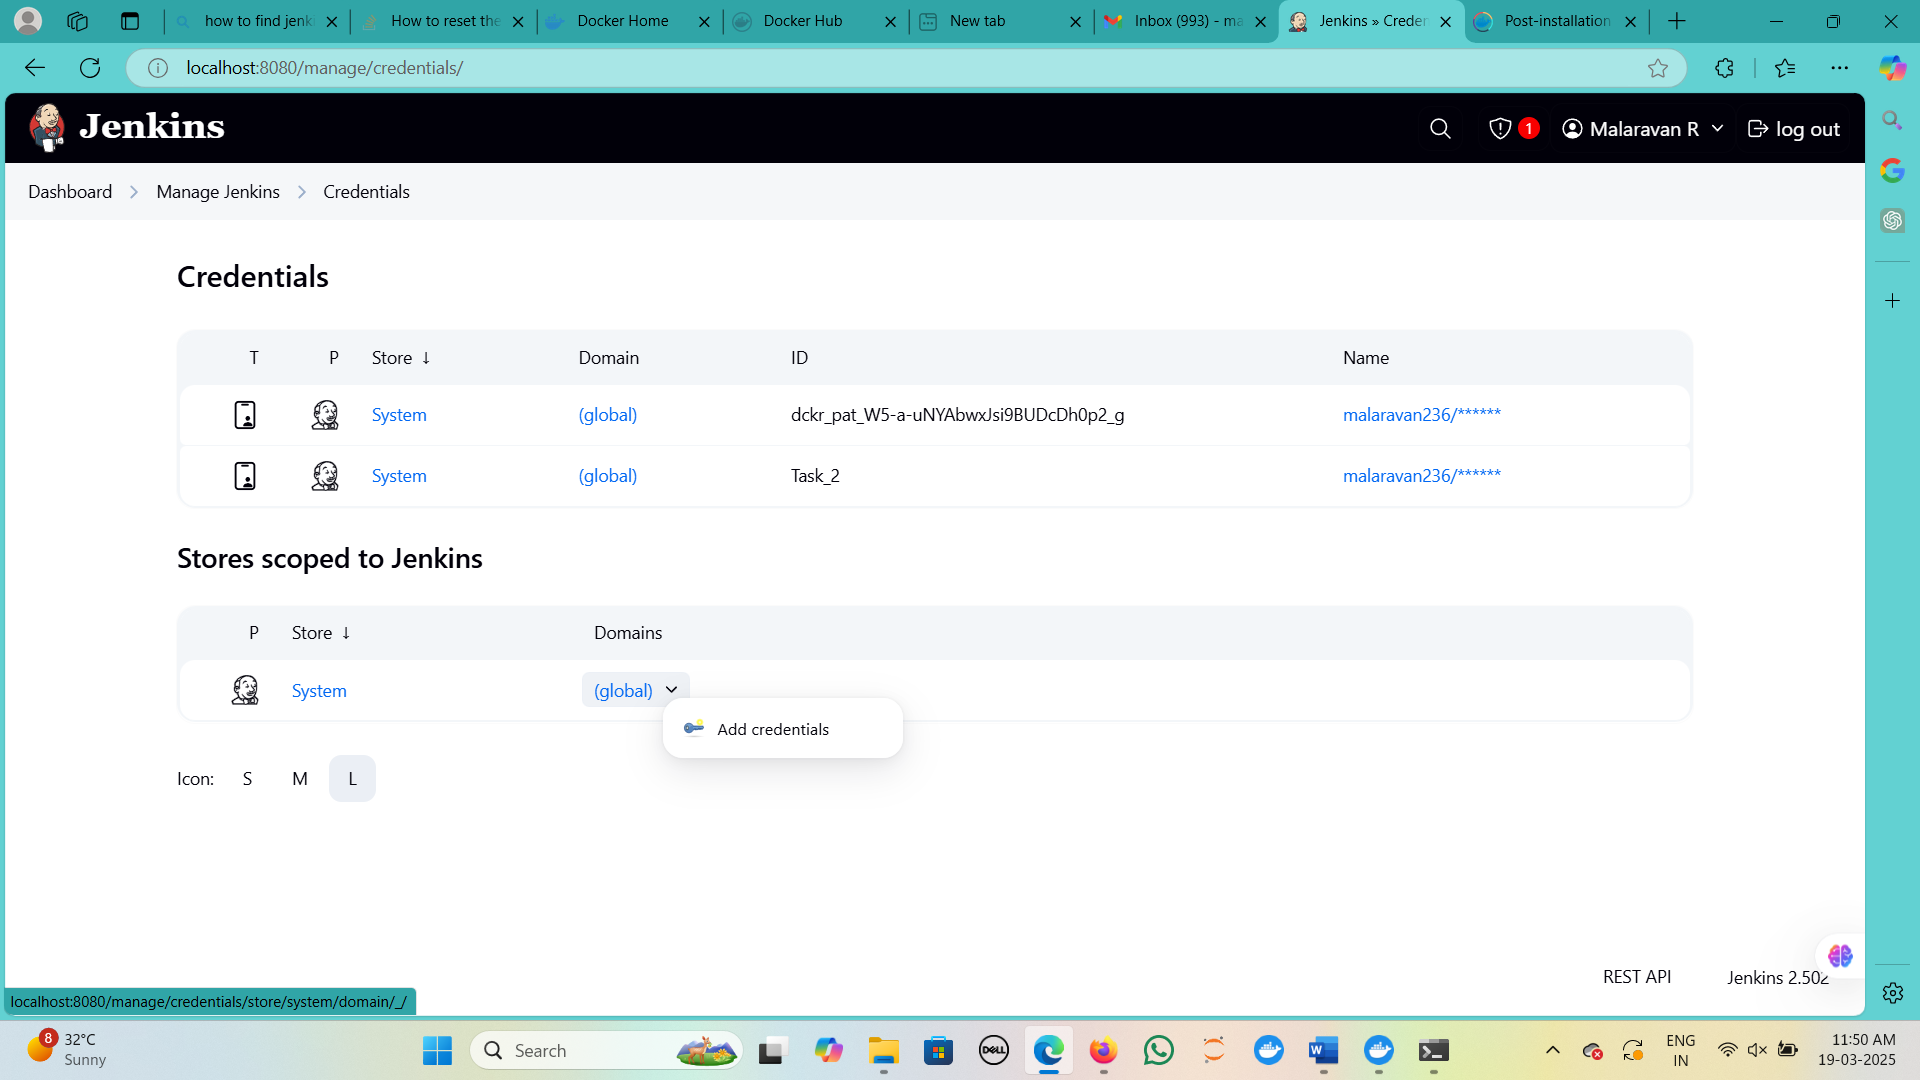 how to find jenk
How to reset the
Docker Home
Docker Hub
New tab
Inbox (993) - ma
Jenkins » Creden
Post-installation
localhost:8080/manage/credentials/
Jenkins
1
Malaravan R
log out
Dashboard
Manage Jenkins
Credentials
Credentials
T P Store ↓ Domain ID Name
System (global) dckr_pat_W5-a-uNYAbwxJsi9BUDcDh0p2_g malaravan236/******
System (global) Task_2 malaravan236/******
Stores scoped to Jenkins
P Store ↓ Domains
System (global)
Add credentials
Icon: S M L
REST API Jenkins 2.502
localhost:8080/manage/credentials/store/system/domain/_/
8
32°C
Sunny
Search
DELL
ENG
IN
11:50 AM
19-03-2025